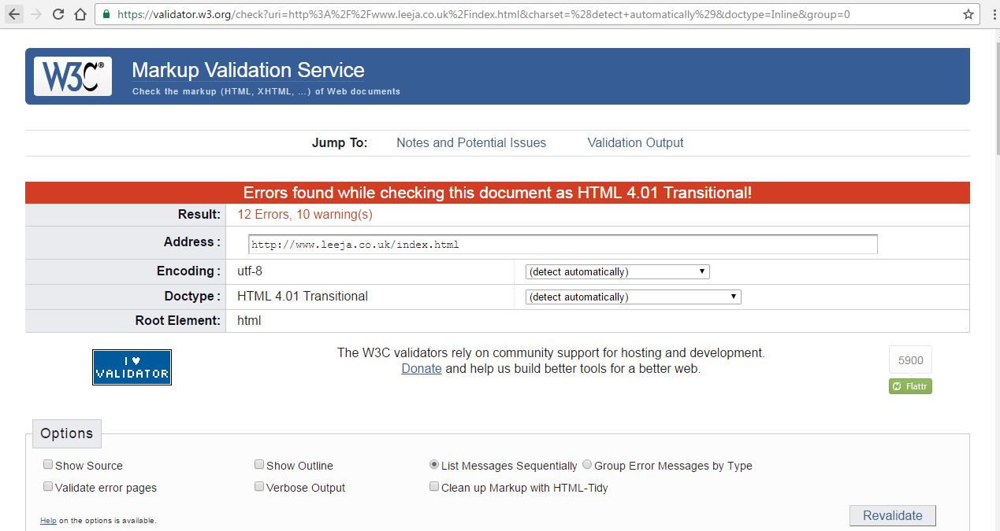 https://validator.w3.org/check?uri=http%3A%2F%2Fwww.leeja.co.uk%2Findex.html&charset=%28detect+automatically%29&doctype=Inline&group=0
W3C®
Markup Validation Service
Check the markup (HTML, XHTML, …) of Web documents
Jump To: Notes and Potential Issues Validation Output
Errors found while checking this document as HTML 4.01 Transitional!
Result: 12 Errors, 10 warning(s)
Address : http://www.leeja.co.uk/index.html
Encoding : utf-8 (detect automatically)
Doctype : HTML 4.01 Transitional (detect automatically)
Root Element: html
I ♥
VALIDATOR
The W3C validators rely on community support for hosting and development.
Donate and help us build better tools for a better web.
5900
Flattr
Options
Show Source Show Outline List Messages Sequentially Group Error Messages by Type
Validate error pages Verbose Output Clean up Markup with HTML-Tidy
Help on the options is available.
Revalidate